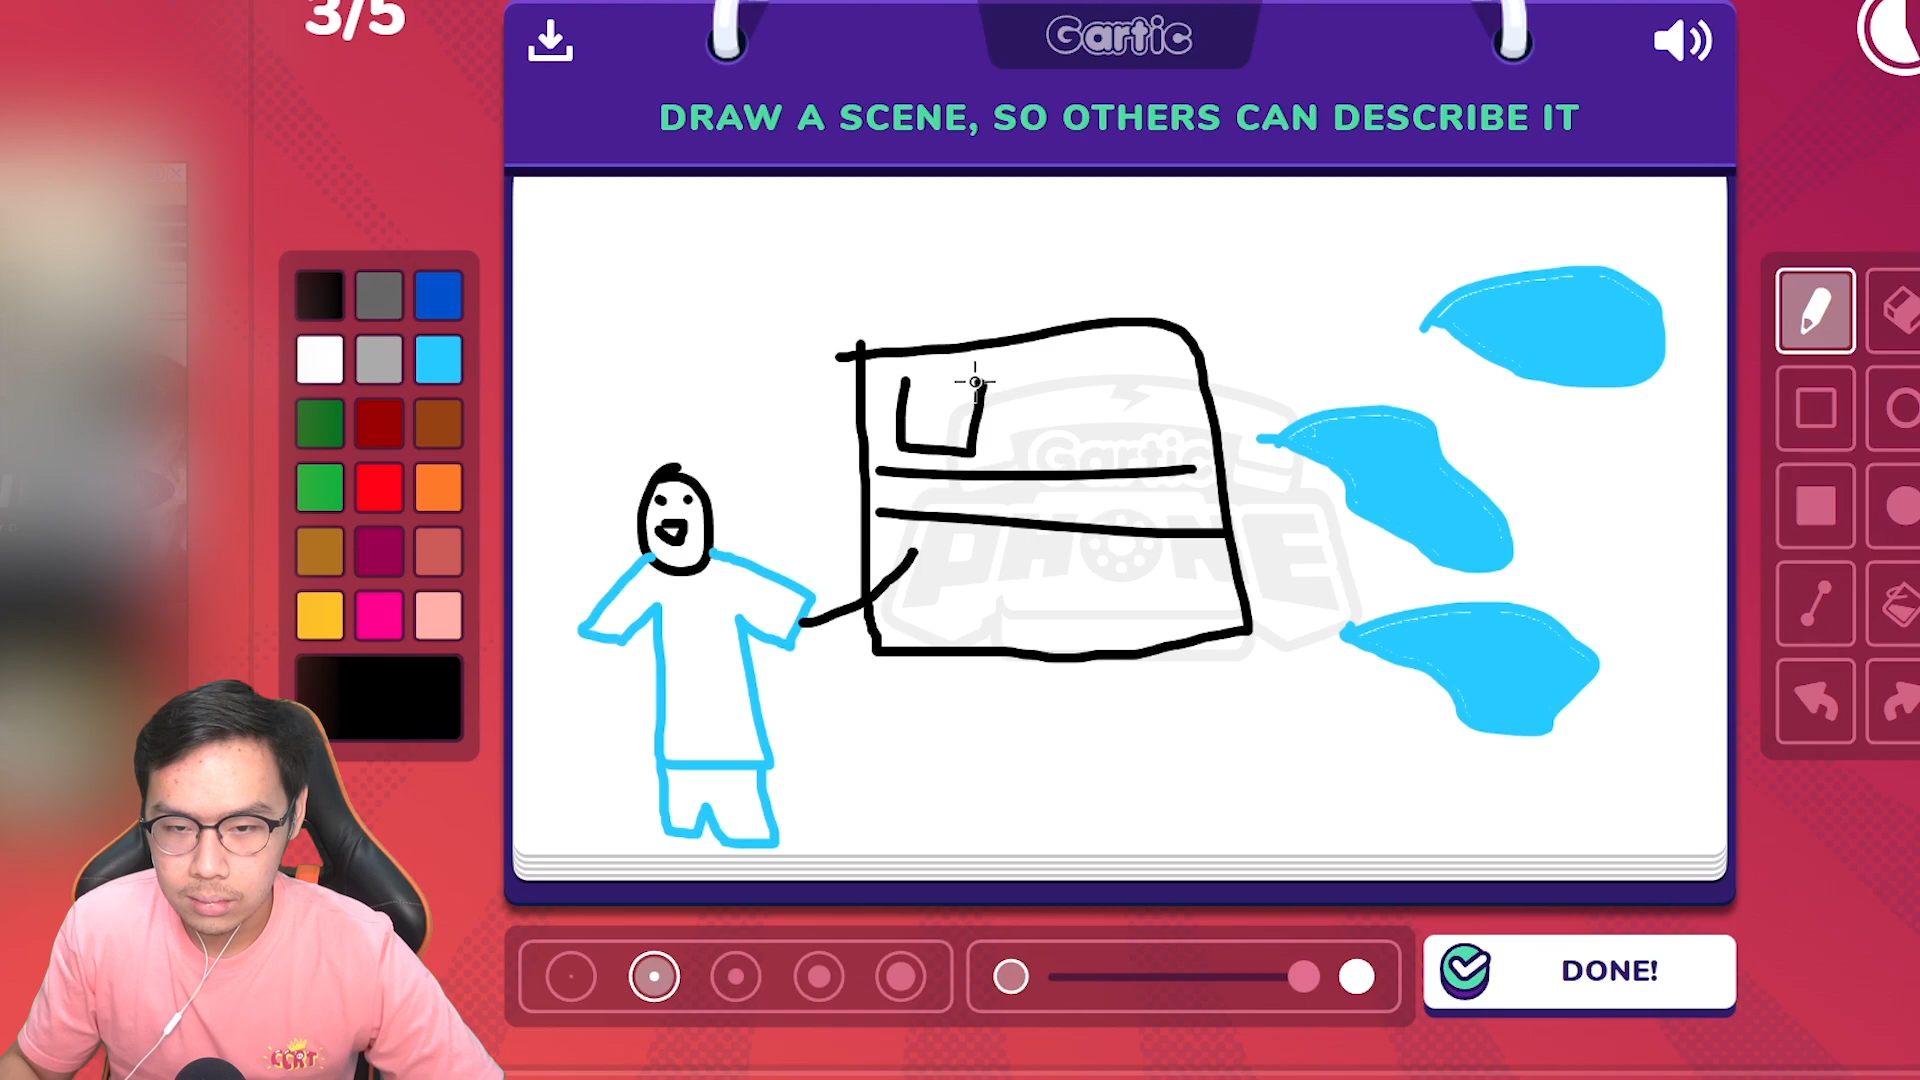 3/5
Gartic
DRAW A SCENE, SO OTHERS CAN DESCRIBE IT
Gartic
PHONE
DONE!